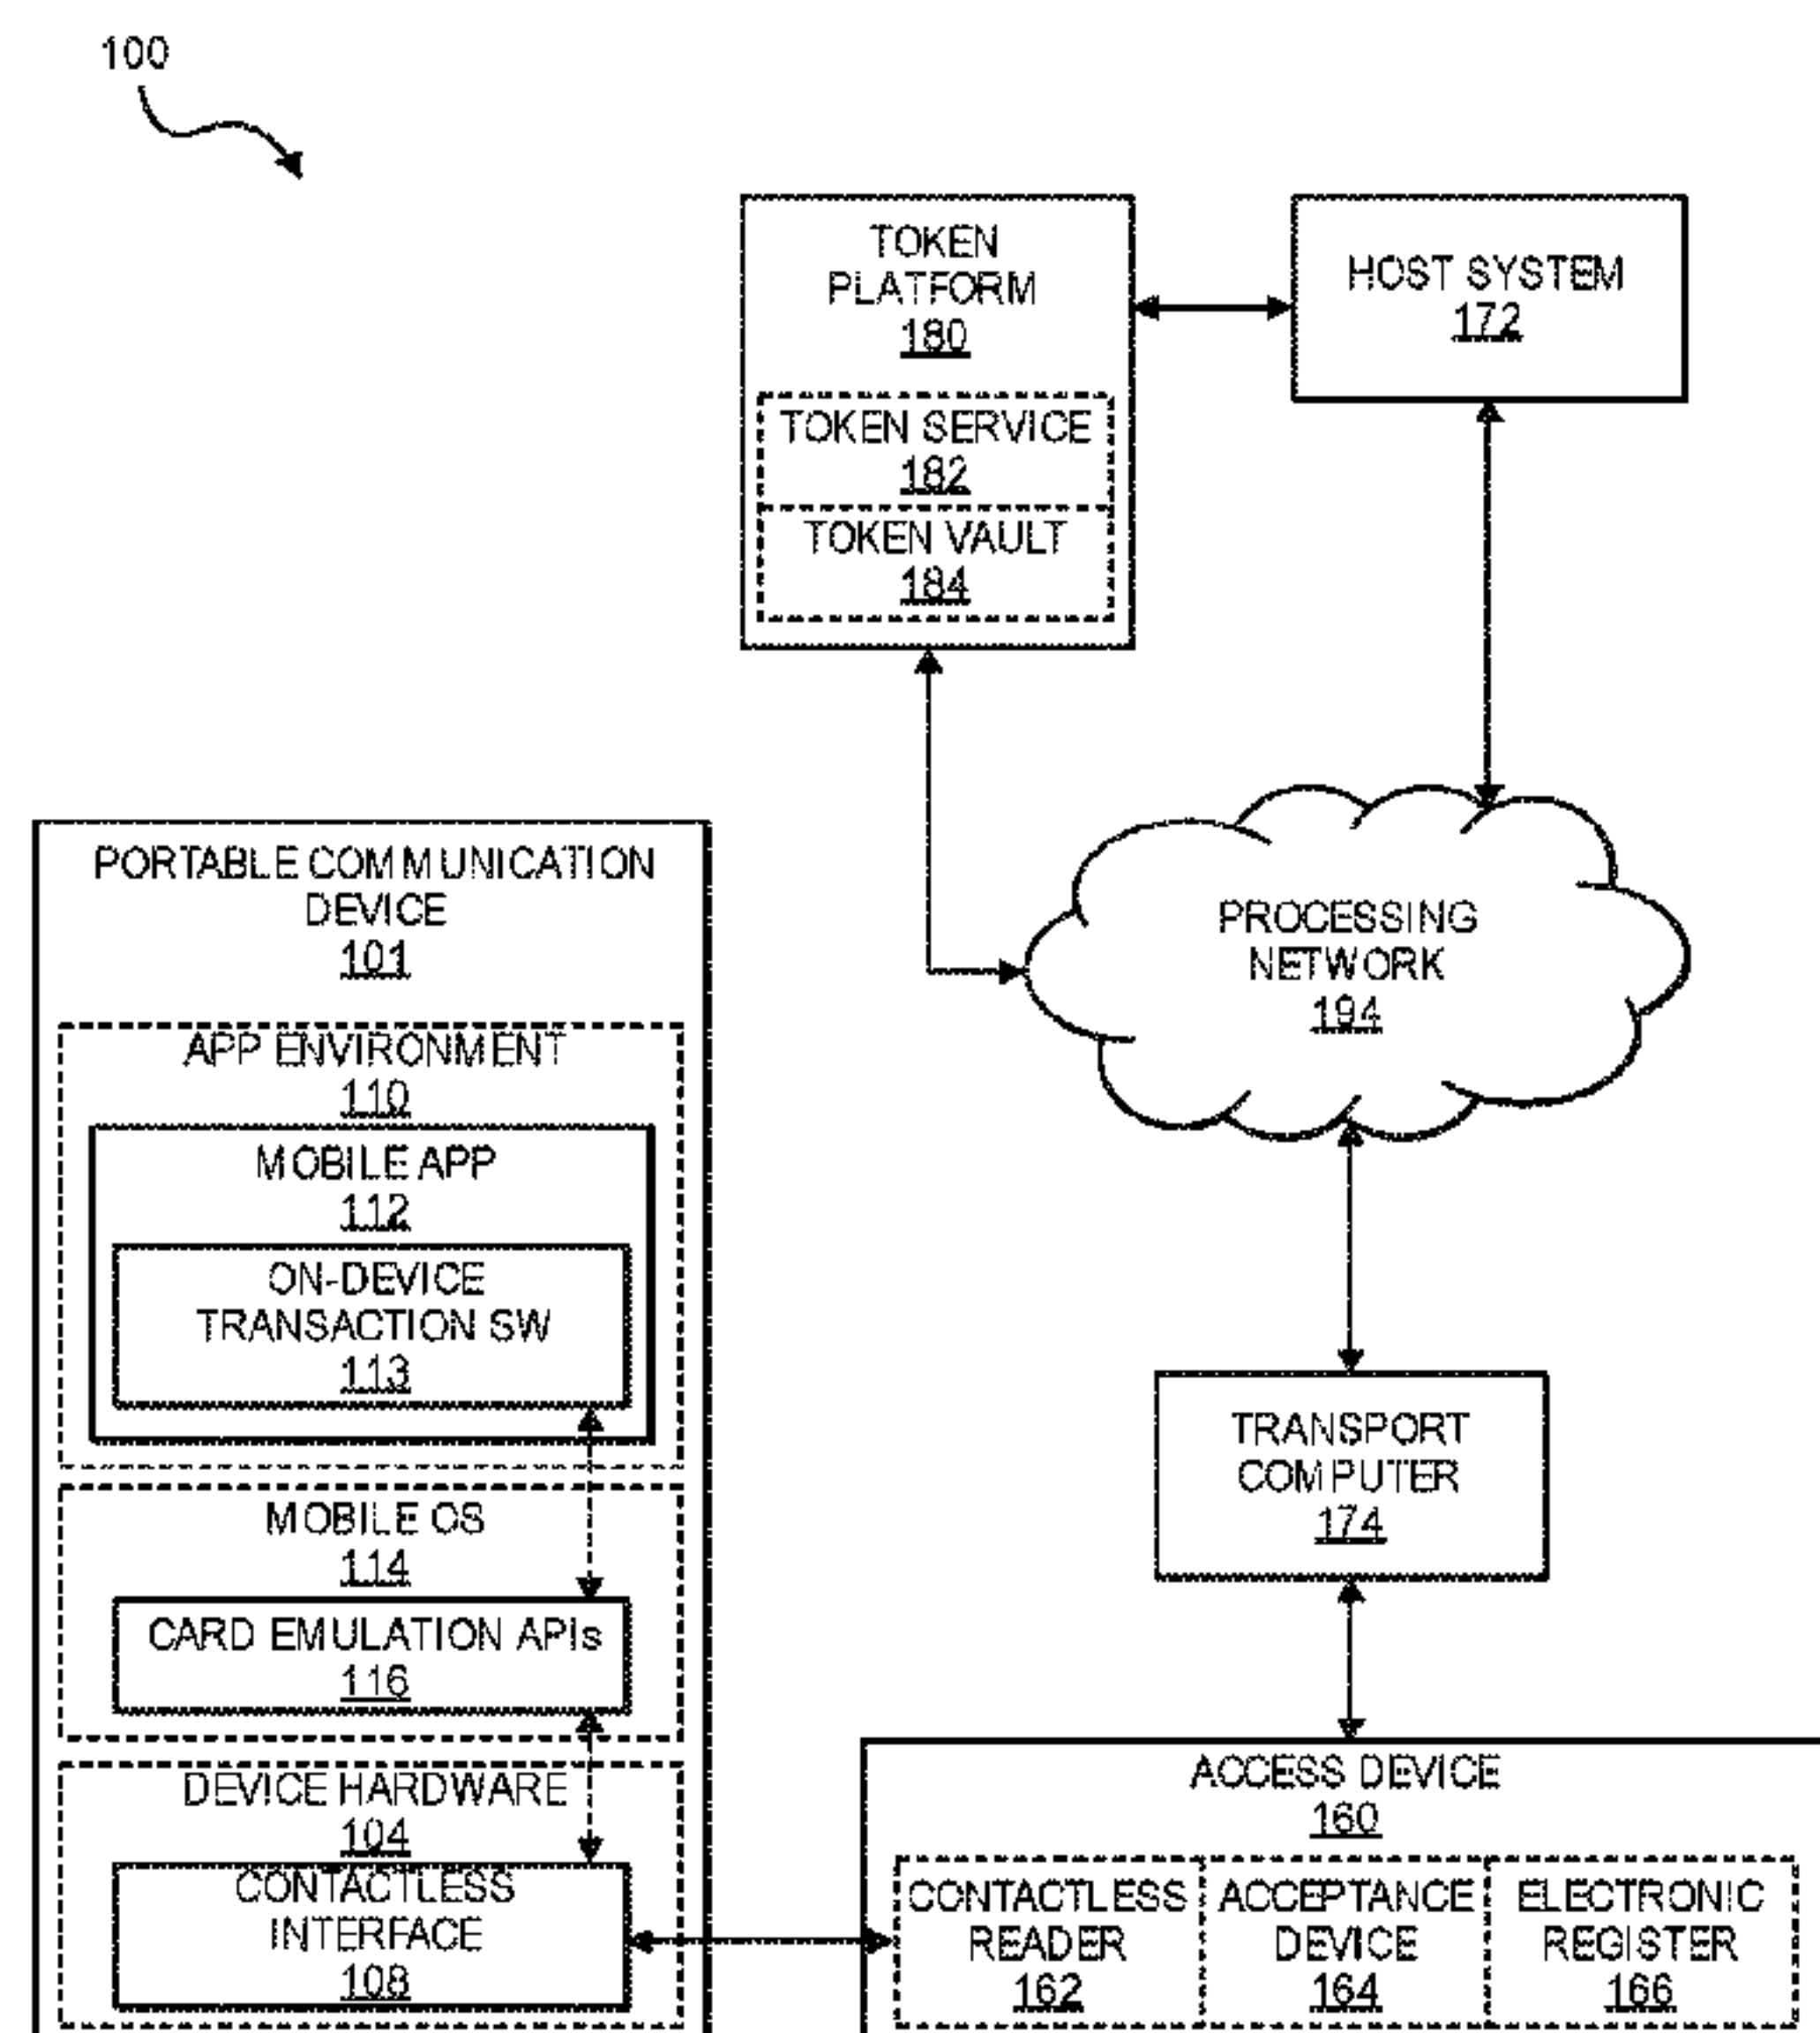 100
TOKEN
PLATFORM
180
TOKEN SERVICE
182
TOKEN VAULT
184
HOST SYSTEM
172
PROCESSING
NETWORK
194
PORTABLE COMMUNICATION
DEVICE
101
APP ENVIRONMENT
110
MOBILE APP
112
ON-DEVICE
TRANSACTION SW
113
MOBILE OS
114
CARD EMULATION APIs
116
DEVICE HARDWARE
104
CONTACTLESS
INTERFACE
108
TRANSPORT
COMPUTER
174
ACCESS DEVICE
160
CONTACTLESS
READER
162
ACCEPTANCE
DEVICE
164
ELECTRONIC
REGISTER
166